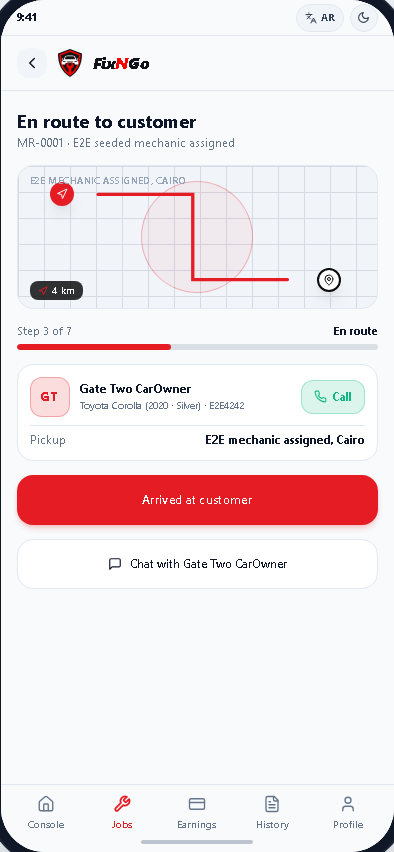 9:41
AR
FixNGo
En route to customer
MR-0001 · E2E seeded mechanic assigned
E2E MECHANIC ASSIGNED, CAIRO
4 km
Step 3 of 7
En route
GT
Gate Two CarOwner
Toyota Corolla (2020 · Silver) · E2E4242
Call
Pickup
E2E mechanic assigned, Cairo
Arrived at customer
Chat with Gate Two CarOwner
Console
Jobs
Earnings
History
Profile